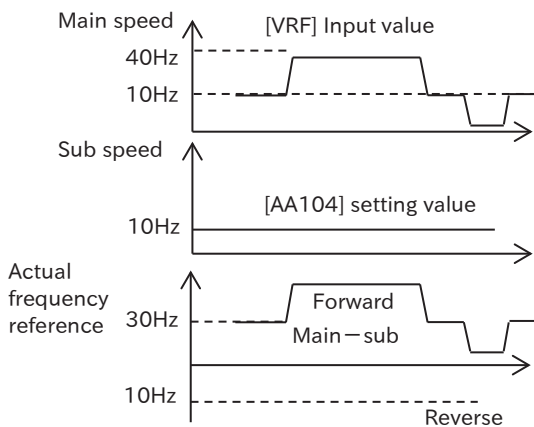 Main speed
[VRF] Input value
40Hz
10Hz
Sub speed
[AA104] setting value
10Hz
Actual
frequency
reference
Forward
30Hz
Main－sub
10Hz
Reverse